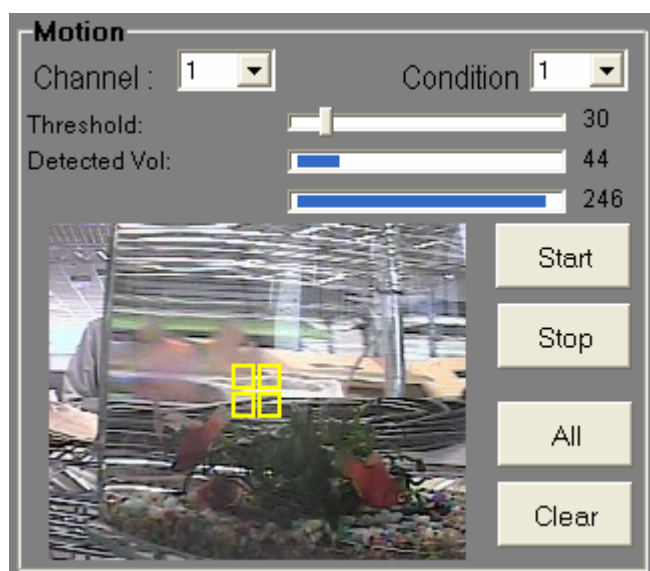 Motion
Channel : 1 Condition 1
Threshold: 30
Detected Vol: 44
246
Start
Stop
All
Clear